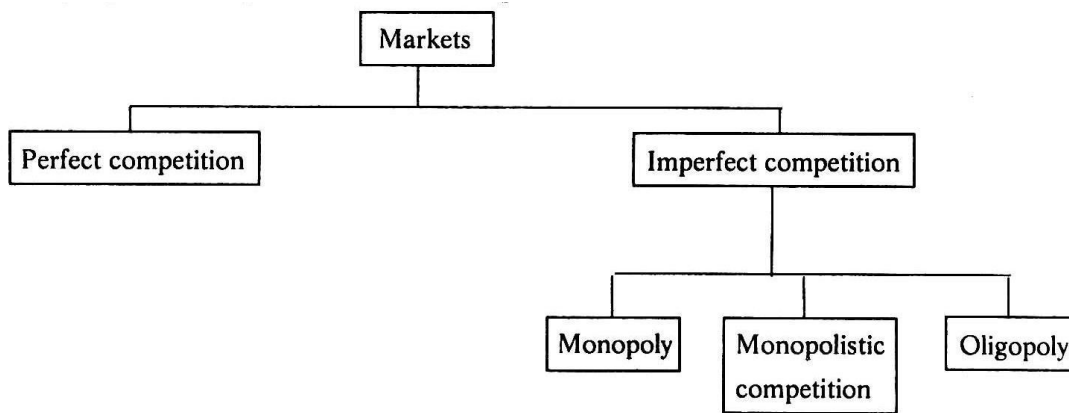 Markets
Perfect competition
Imperfect competition
Monopoly
Monopolistic
competition
Oligopoly